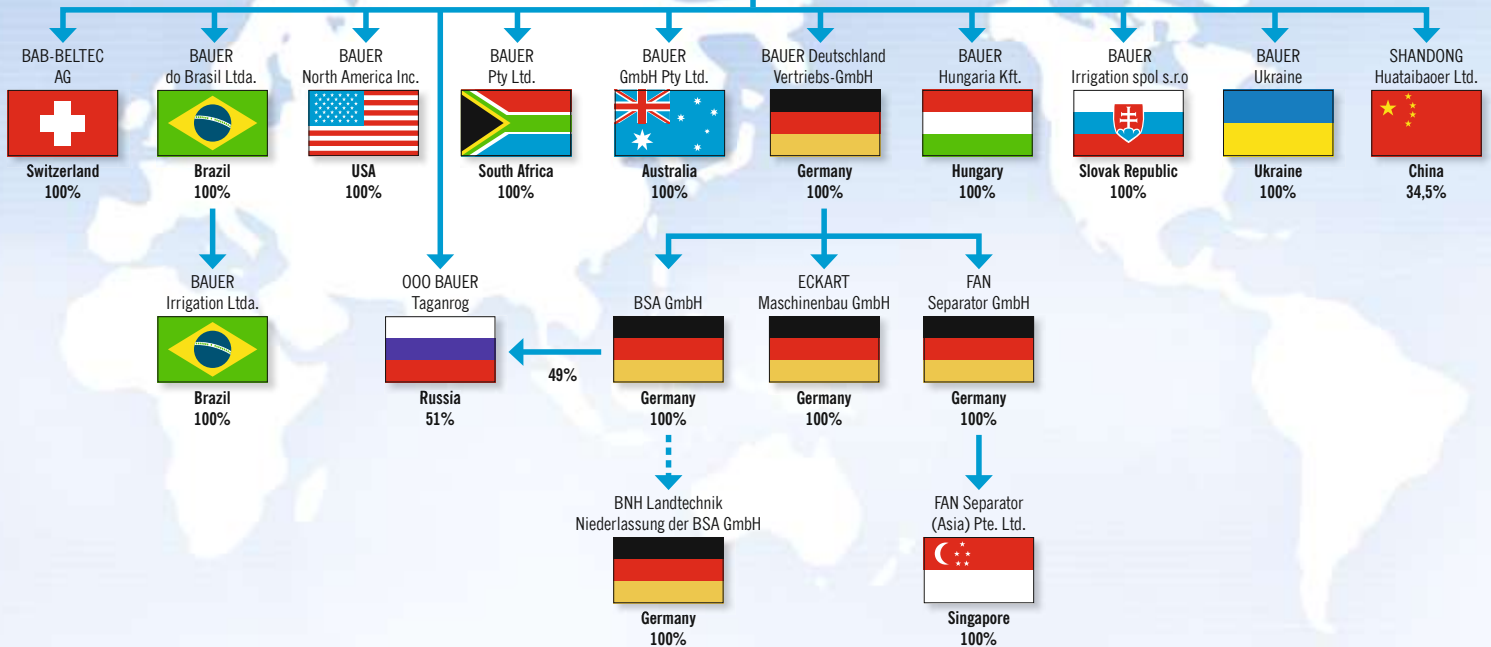 BAB-BELTEC
AG
Switzerland
100%
BAUER
do Brasil Ltda.
Brazil
100%
BAUER
North America Inc.
USA
100%
BAUER
Pty Ltd.
South Africa
100%
BAUER
GmbH Pty Ltd.
Australia
100%
BAUER Deutschland
Vertriebs-GmbH
Germany
100%
BAUER
Hungaria Kft.
Hungary
100%
BAUER
Irrigation spol s.r.o
Slovak Republic
100%
BAUER
Ukraine
Ukraine
100%
SHANDONG
Huataibaoer Ltd.
China
34,5%
BAUER
Irrigation Ltda.
Brazil
100%
OOO BAUER
Taganrog
Russia
51%
49%
BSA GmbH
Germany
100%
ECKART
Maschinenbau GmbH
Germany
100%
FAN
Separator GmbH
Germany
100%
BNH Landtechnik
Niederlassung der BSA GmbH
Germany
100%
FAN Separator
(Asia) Pte. Ltd.
Singapore
100%